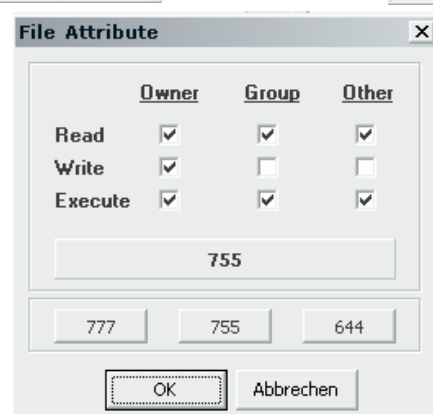 File Attribute
Owner Group Other
Read
Write
Execute
755
777 755 644
OK Abbrechen